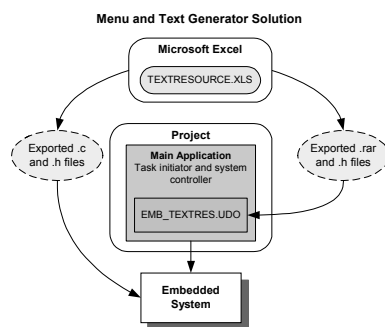 Menu and Text Generator Solution
Microsoft Excel
TEXTRESOURCE.XLS
Exported .c
and .h files
Exported .rar
and .h files
Project
Main Application
Task initiator and system
controller
EMB_TEXTRES.UDO
Embedded
System